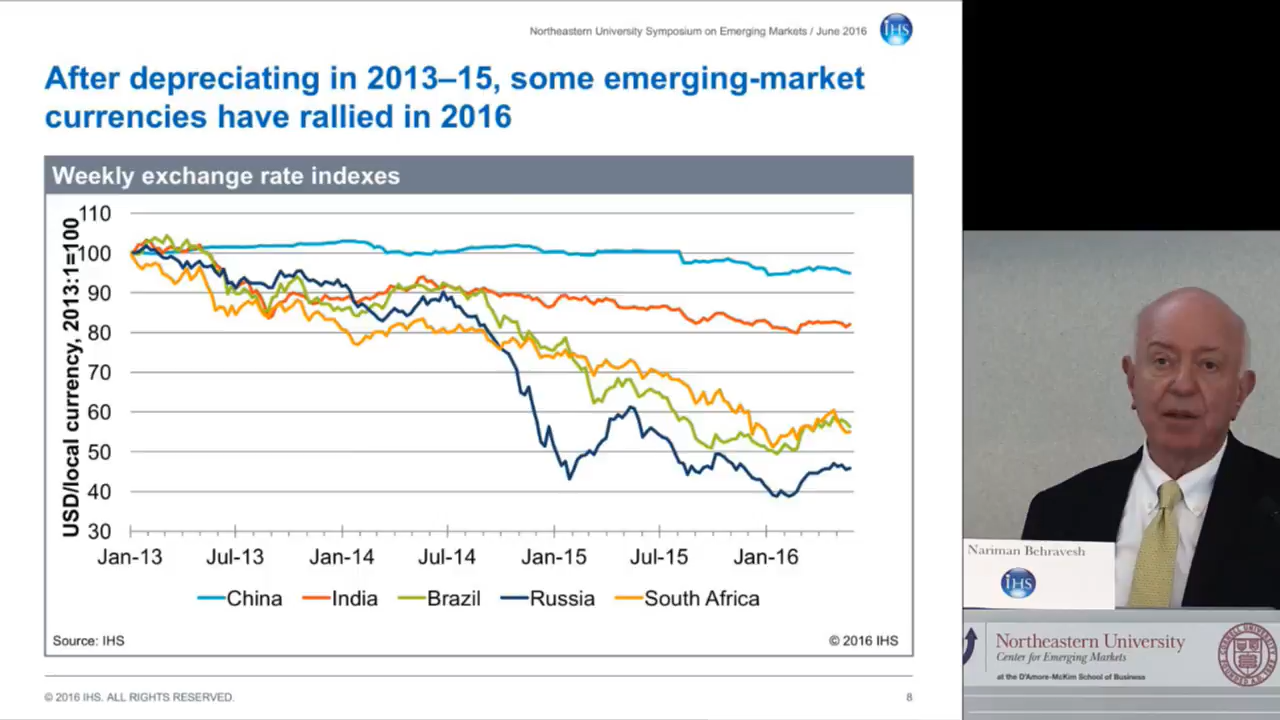 Northeastern University Symposium on Emerging Markets / June 2016
IHS
After depreciating in 2013–15, some emerging-market
currencies have rallied in 2016
Weekly exchange rate indexes
USD/local currency, 2013:1=100
110
100
90
80
70
60
50
40
30
Jan-13 Jul-13 Jan-14 Jul-14 Jan-15 Jul-15 Jan-16
China India Brazil Russia South Africa
Source: IHS © 2016 IHS
© 2016 IHS. ALL RIGHTS RESERVED. 8
Nariman Behravesh
IHS
Northeastern University
Center for Emerging Markets
at the D'Amore-McKim School of Business